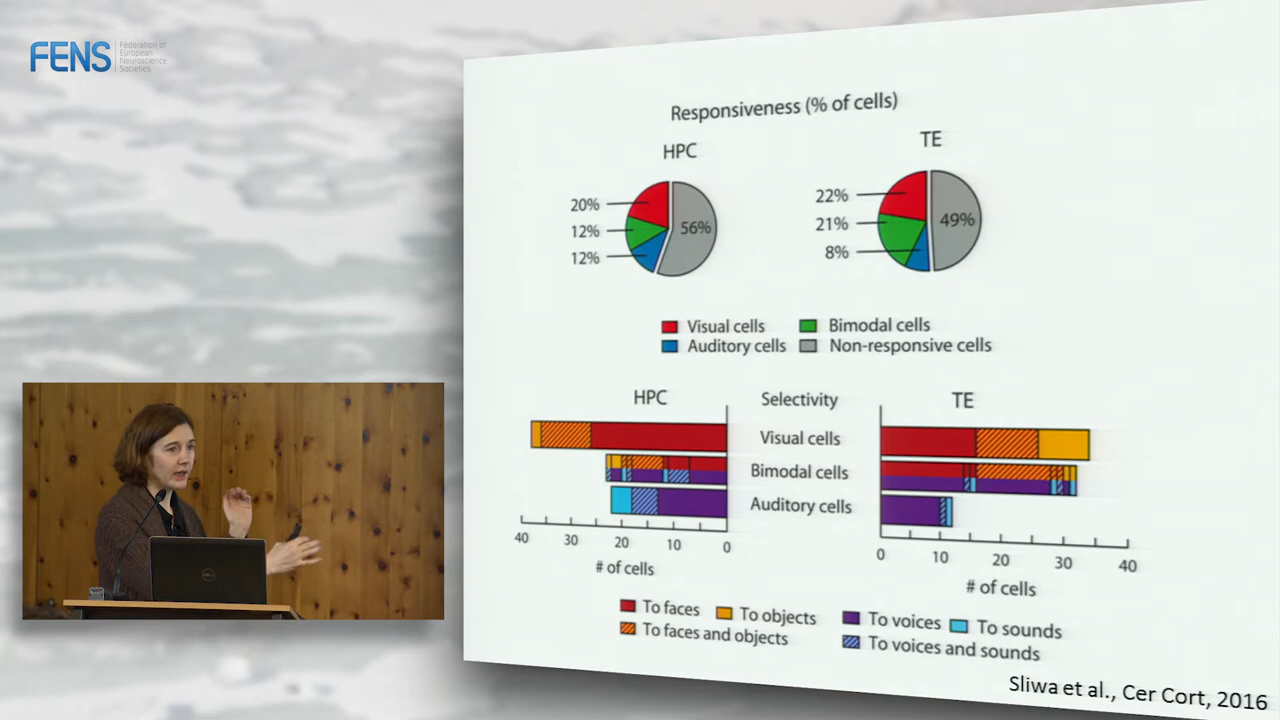 FENS
Federation of
European
Neuroscience
Societies
Responsiveness (% of cells)
HPC
TE
20%
12%
12%
56%
22%
21%
8%
49%
Visual cells
Bimodal cells
Auditory cells
Non-responsive cells
HPC
Selectivity
TE
Visual cells
Bimodal cells
Auditory cells
40 30 20 10 0
# of cells
0 10 20 30 40
# of cells
To faces
To objects
To voices
To sounds
To faces and objects
To voices and sounds
Sliwa et al., Cer Cort, 2016
DELL